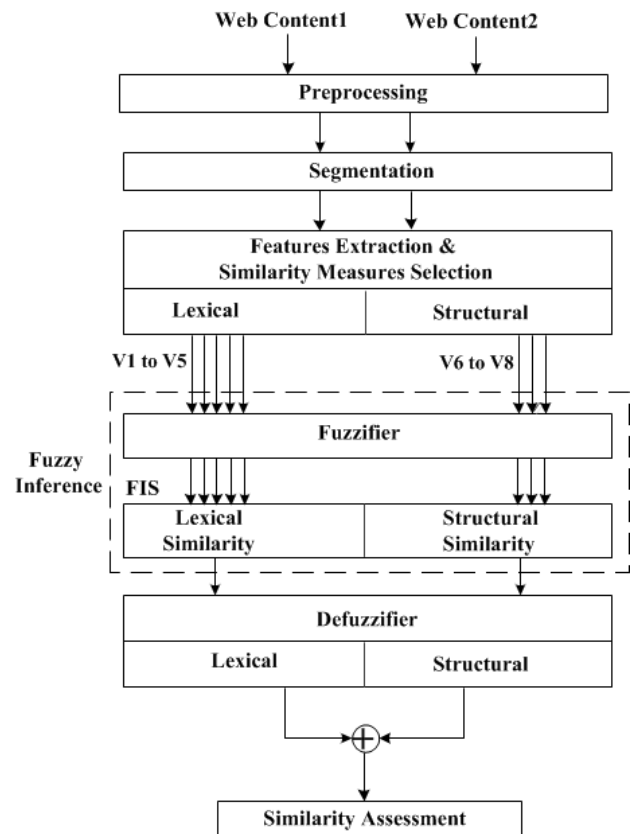 Web Content1
Web Content2
Preprocessing
Segmentation
Features Extraction &
Similarity Measures Selection
Lexical
Structural
V1 to V5
V6 to V8
Fuzzifier
Fuzzy
Inference
FIS
Lexical
Similarity
Structural
Similarity
Defuzzifier
Lexical
Structural
Similarity Assessment